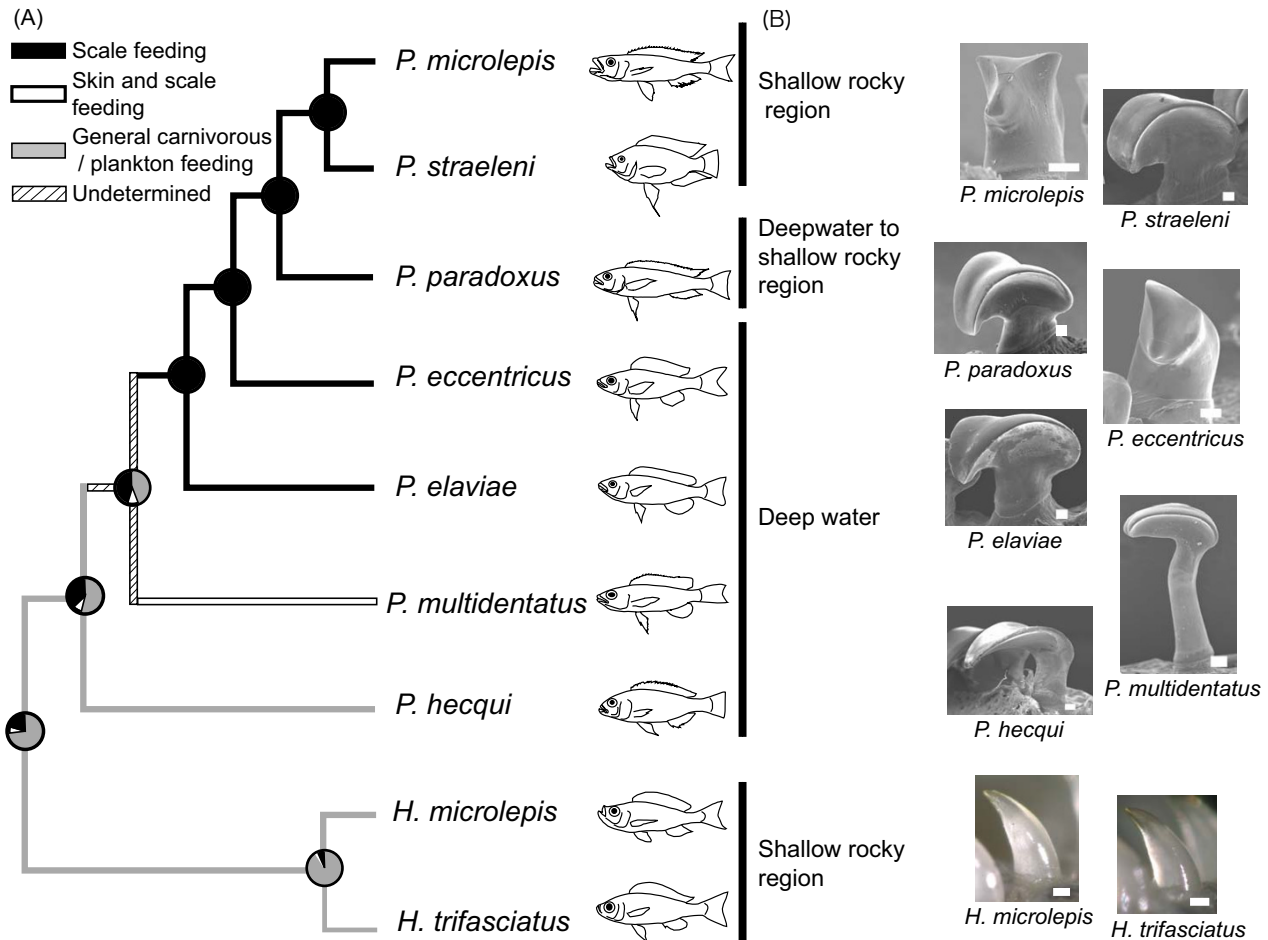 (A)
Scale feeding
Skin and scale
feeding
General carnivorous
/ plankton feeding
Undetermined
P. microlepis
P. straeleni
P. paradoxus
P. eccentricus
P. elaviae
P. multidentatus
P. hecqui
H. microlepis
H. trifasciatus
(B)
Shallow rocky
region
Deepwater to
shallow rocky
region
Deep water
Shallow rocky
region
P. microlepis
P. straeleni
P. paradoxus
P. eccentricus
P. elaviae
P. multidentatus
P. hecqui
H. microlepis
H. trifasciatus